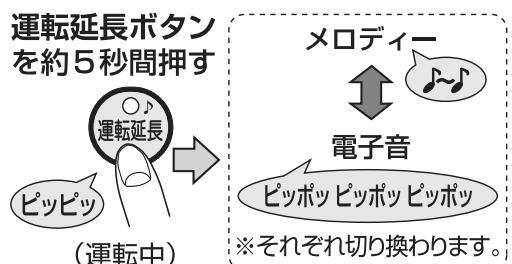 運転延長ボタン
を約5秒間押す
♪
運転延長
ピッピッ
(運転中)
メロディー
♪~♪
電子音
ピッポッ ピッポッ ピッポッ
※それぞれ切り換わります。